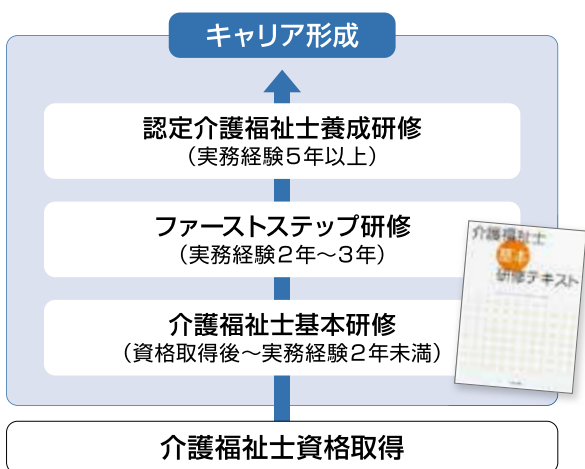 キャリア形成
認定介護福祉士養成研修
（実務経験5年以上）
ファーストステップ研修
（実務経験2年～3年）
介護福祉士基本研修
（資格取得後～実務経験2年未満）
介護福祉士
基本
研修テキスト
介護福祉士資格取得